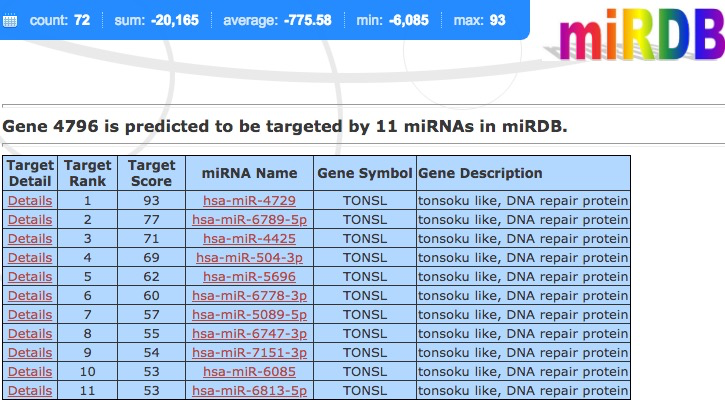 count: 72 sum: -20,165 average: -775.58 min: -6,085 max: 93
miRDB
Gene 4796 is predicted to be targeted by 11 miRNAs in miRDB.
Target Detail Target Rank Target Score miRNA Name Gene Symbol Gene Description
Details 1 93 hsa-miR-4729 TONSL tonsoku like, DNA repair protein
Details 2 77 hsa-miR-6789-5p TONSL tonsoku like, DNA repair protein
Details 3 71 hsa-miR-4425 TONSL tonsoku like, DNA repair protein
Details 4 69 hsa-miR-504-3p TONSL tonsoku like, DNA repair protein
Details 5 62 hsa-miR-5696 TONSL tonsoku like, DNA repair protein
Details 6 60 hsa-miR-6778-3p TONSL tonsoku like, DNA repair protein
Details 7 57 hsa-miR-5089-5p TONSL tonsoku like, DNA repair protein
Details 8 55 hsa-miR-6747-3p TONSL tonsoku like, DNA repair protein
Details 9 54 hsa-miR-7151-3p TONSL tonsoku like, DNA repair protein
Details 10 53 hsa-miR-6085 TONSL tonsoku like, DNA repair protein
Details 11 53 hsa-miR-6813-5p TONSL tonsoku like, DNA repair protein